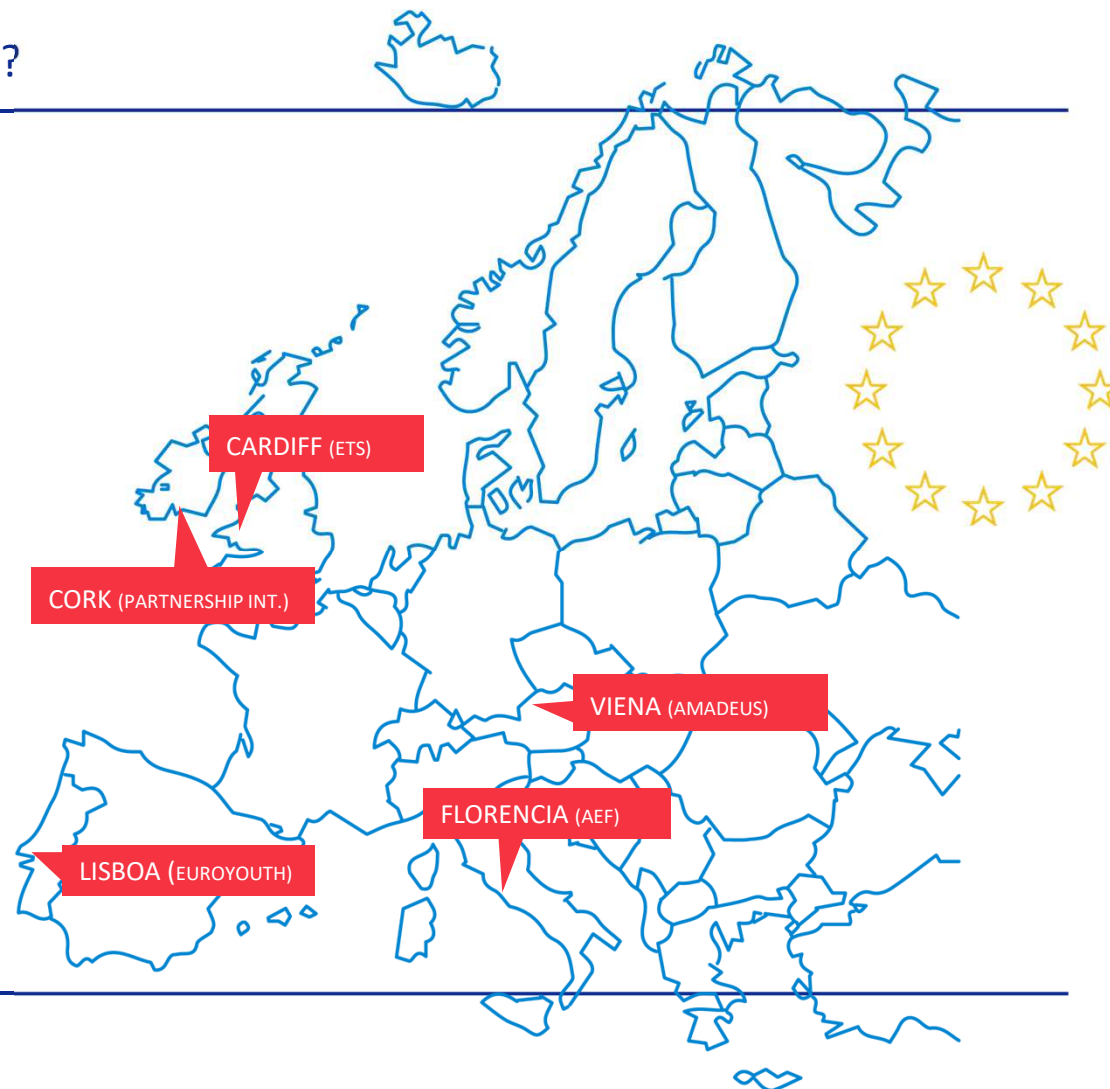 ?
CARDIFF (ETS)
CORK (PARTNERSHIP INT.)
VIENA (AMADEUS)
FLORENCIA (AEF)
LISBOA (EUROYOUTH)